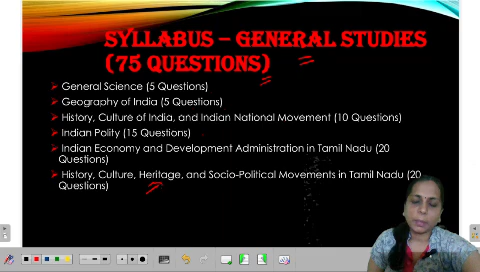 SYLLABUS – GENERAL STUDIES
(75 QUESTIONS)
General Science (5 Questions)
Geography of India (5 Questions)
History, Culture of India, and Indian National Movement (10 Questions)
Indian Polity (15 Questions)
Indian Economy and Development Administration in Tamil Nadu (20
Questions)
History, Culture, Heritage, and Socio-Political Movements in Tamil Nadu (20
Questions)